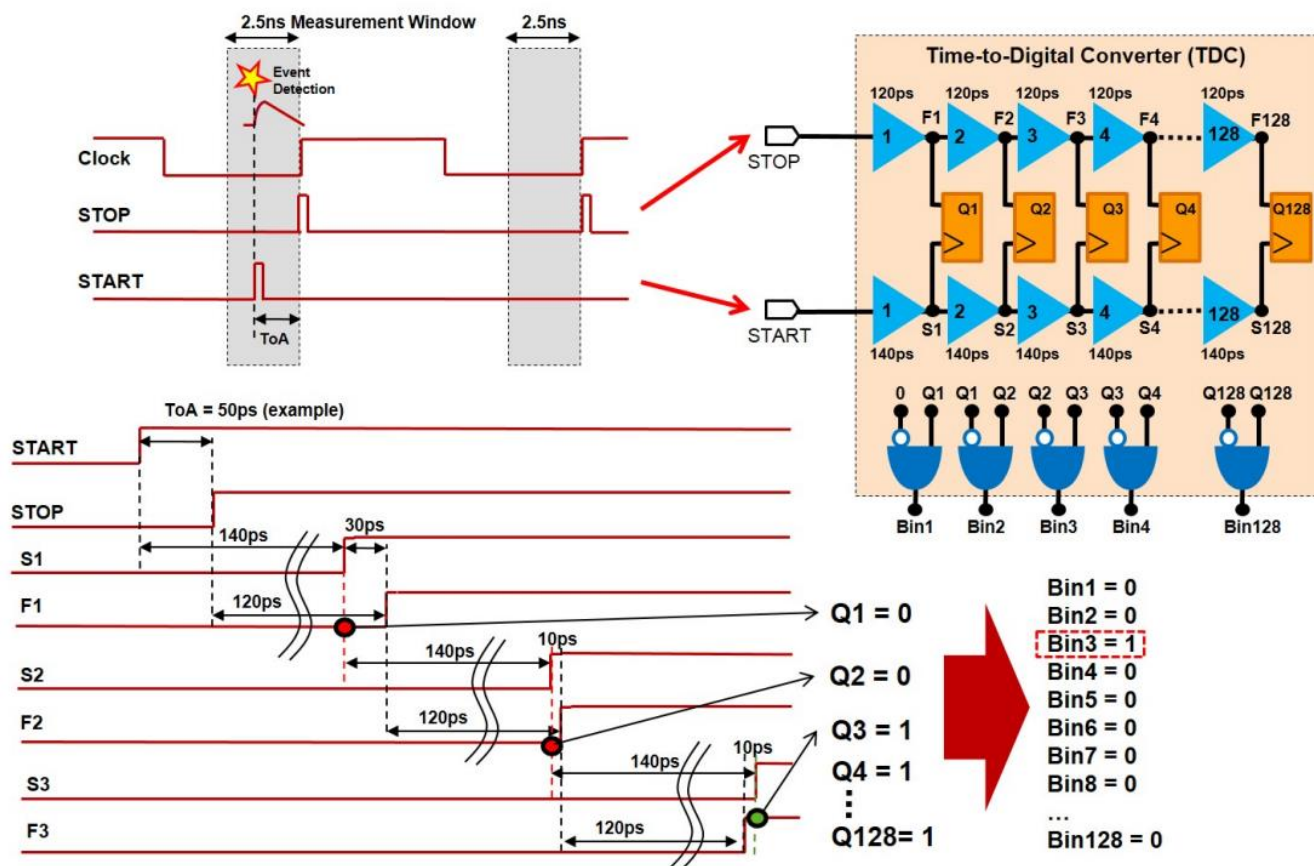 2.5ns Measurement Window
2.5ns
Event
Detection
Clock
STOP
START
ToA
Time-to-Digital Converter (TDC)
120ps 120ps 120ps 120ps 120ps
F1 F2 F3 F4 F128
1 2 3 4 128
STOP
Q1 Q2 Q3 Q4 Q128
START
1 2 3 4 128
S1 S2 S3 S4 S128
140ps 140ps 140ps 140ps 140ps
0 Q1 Q1 Q2 Q2 Q3 Q3 Q4 Q128 Q128
Bin1 Bin2 Bin3 Bin4 Bin128
ToA = 50ps (example)
START
STOP
140ps
30ps
S1
120ps
F1
140ps
10ps
S2
120ps
F2
140ps
10ps
S3
120ps
F3
Q1 = 0
Q2 = 0
Q3 = 1
Q4 = 1
Q128= 1
Bin1 = 0
Bin2 = 0
Bin3 = 1
Bin4 = 0
Bin5 = 0
Bin6 = 0
Bin7 = 0
Bin8 = 0
...
Bin128 = 0